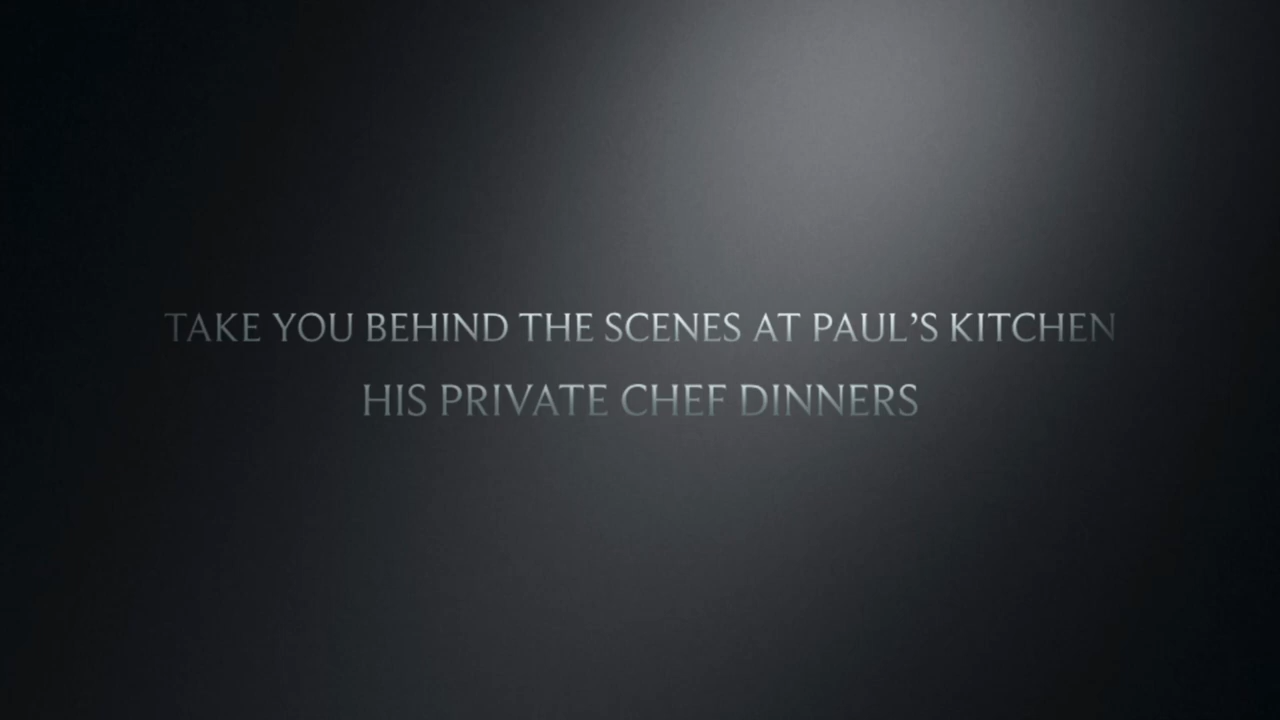 TAKE YOU BEHIND THE SCENES AT PAUL’S KITCHEN
HIS PRIVATE CHEF DINNERS